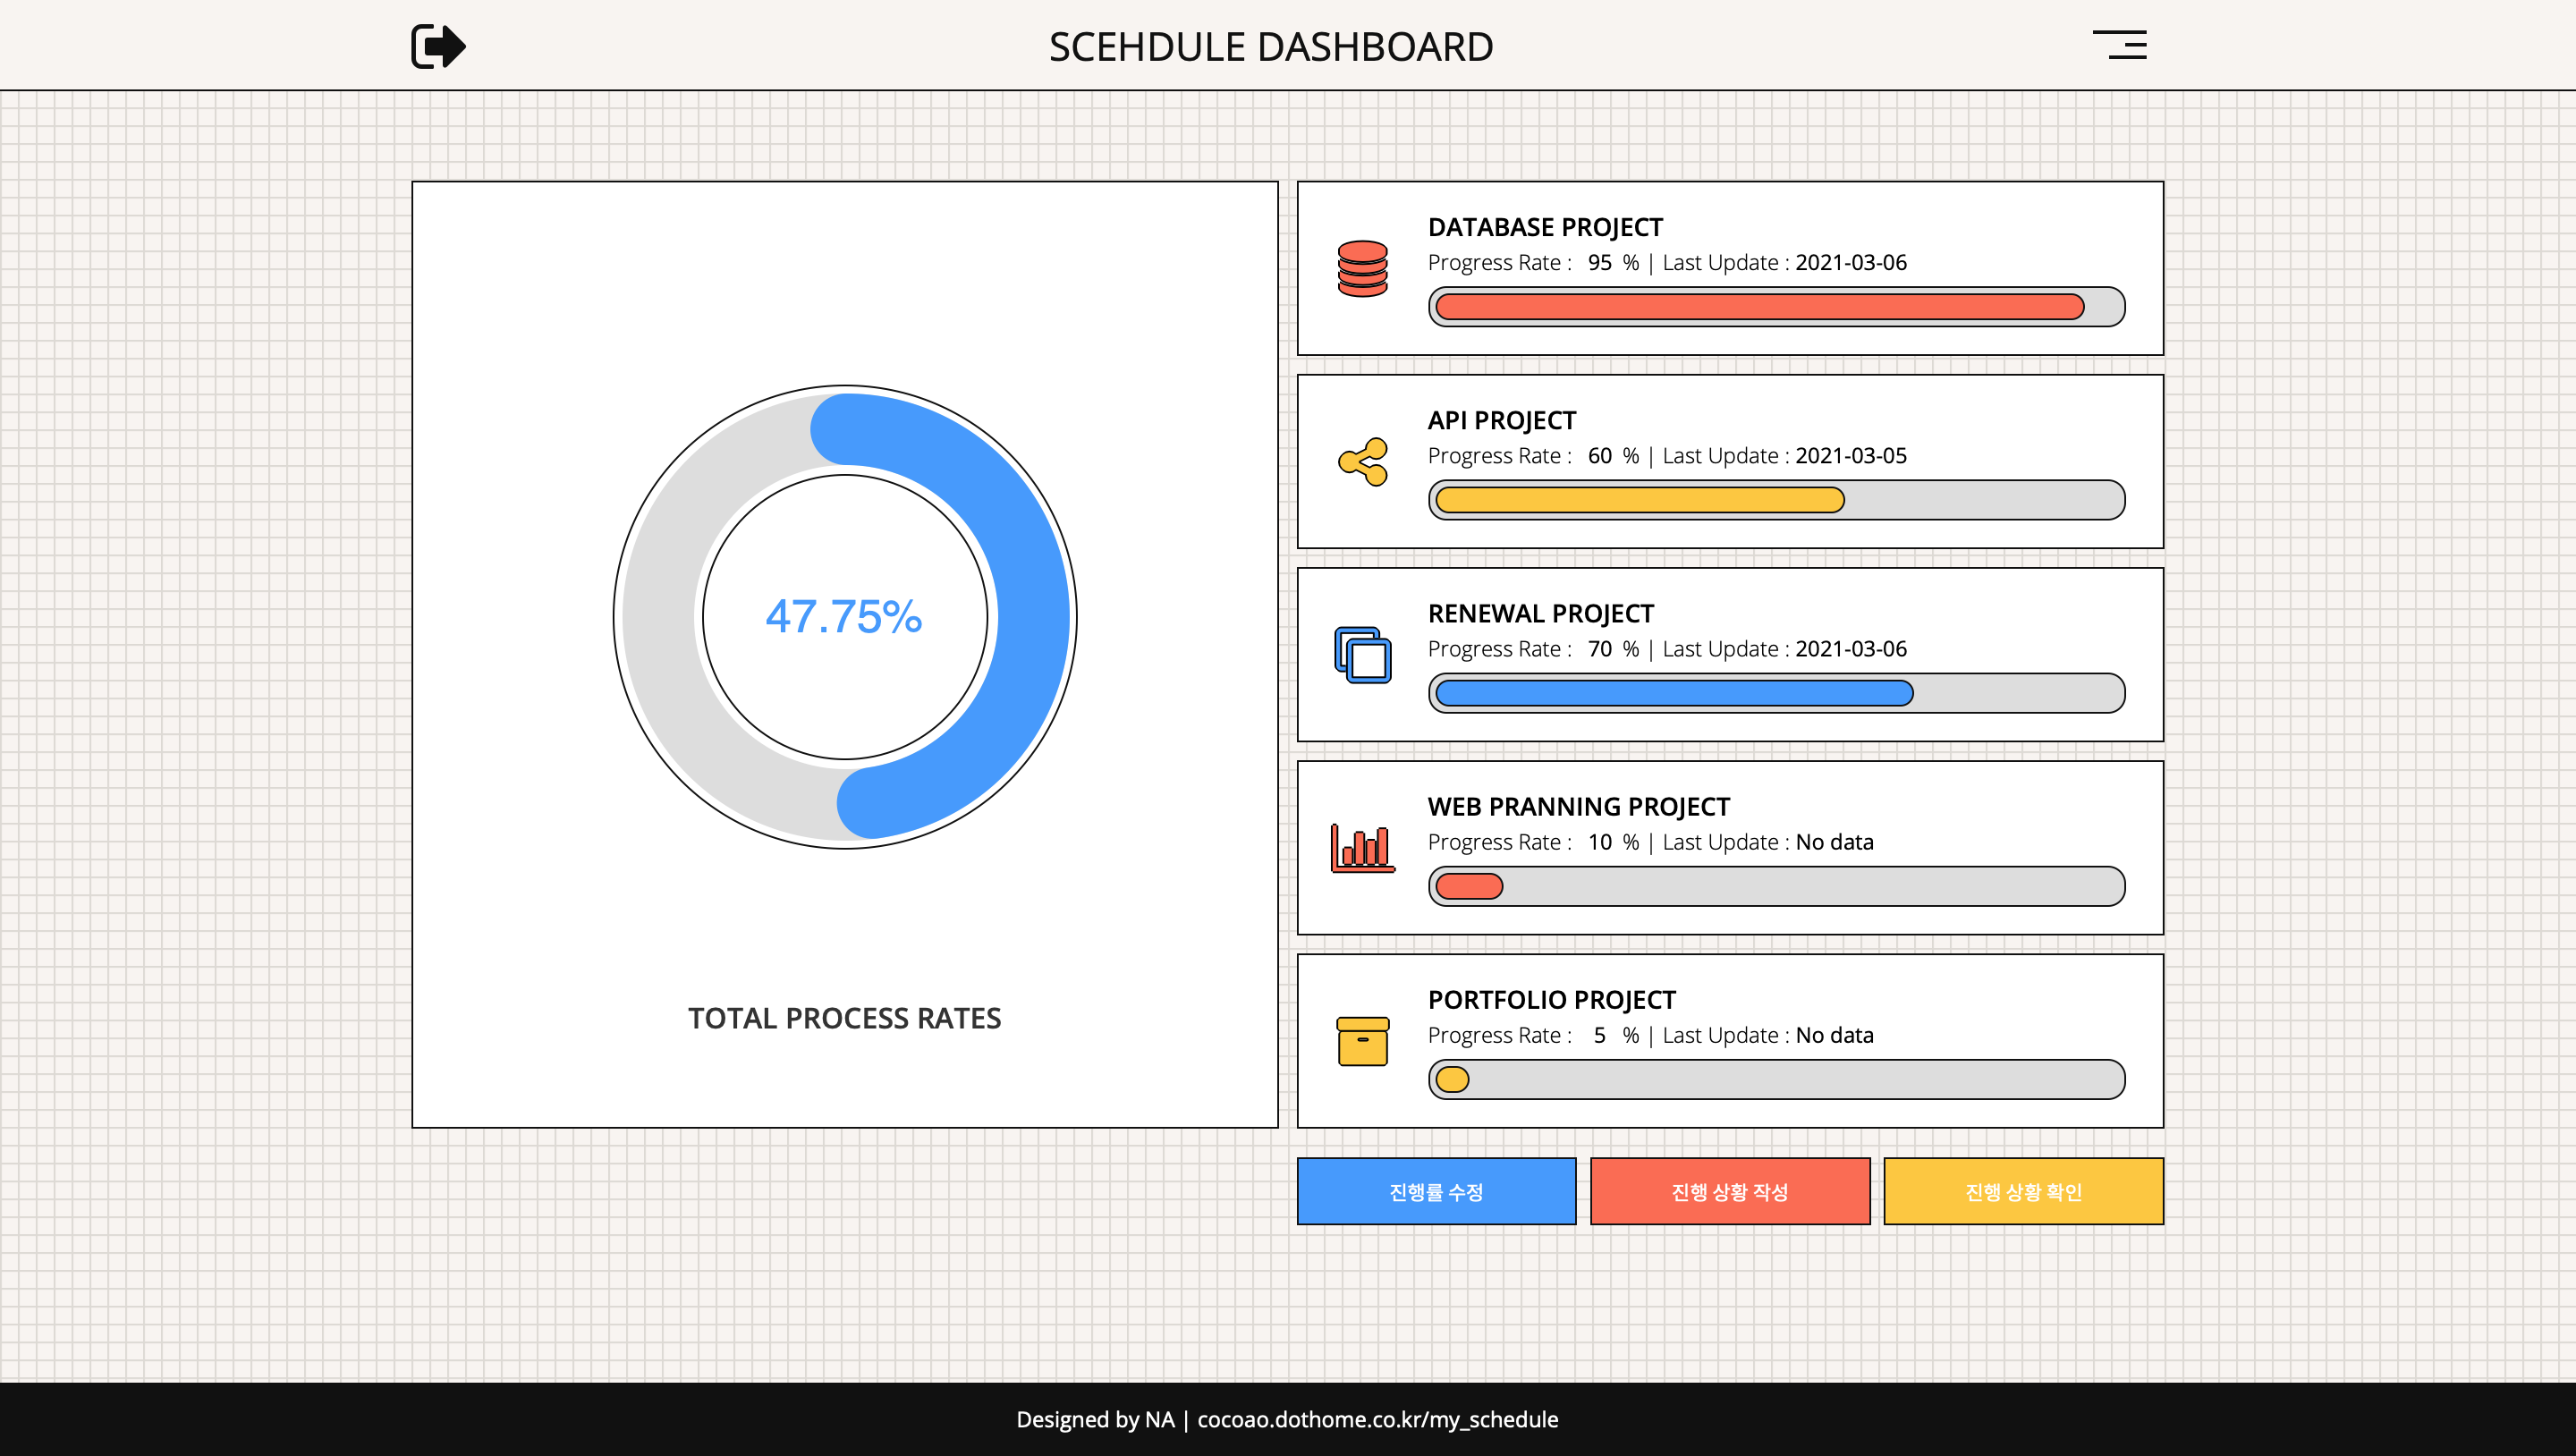 SCEHDULE DASHBOARD
47.75%
TOTAL PROCESS RATES
DATABASE PROJECT
Progress Rate : 95 % | Last Update : 2021-03-06
API PROJECT
Progress Rate : 60 % | Last Update : 2021-03-05
RENEWAL PROJECT
Progress Rate : 70 % | Last Update : 2021-03-06
WEB PRANNING PROJECT
Progress Rate : 10 % | Last Update : No data
PORTFOLIO PROJECT
Progress Rate : 5 % | Last Update : No data
진행률 수정
진행 상황 작성
진행 상황 확인
Designed by NA | cocoao.dothome.co.kr/my_schedule